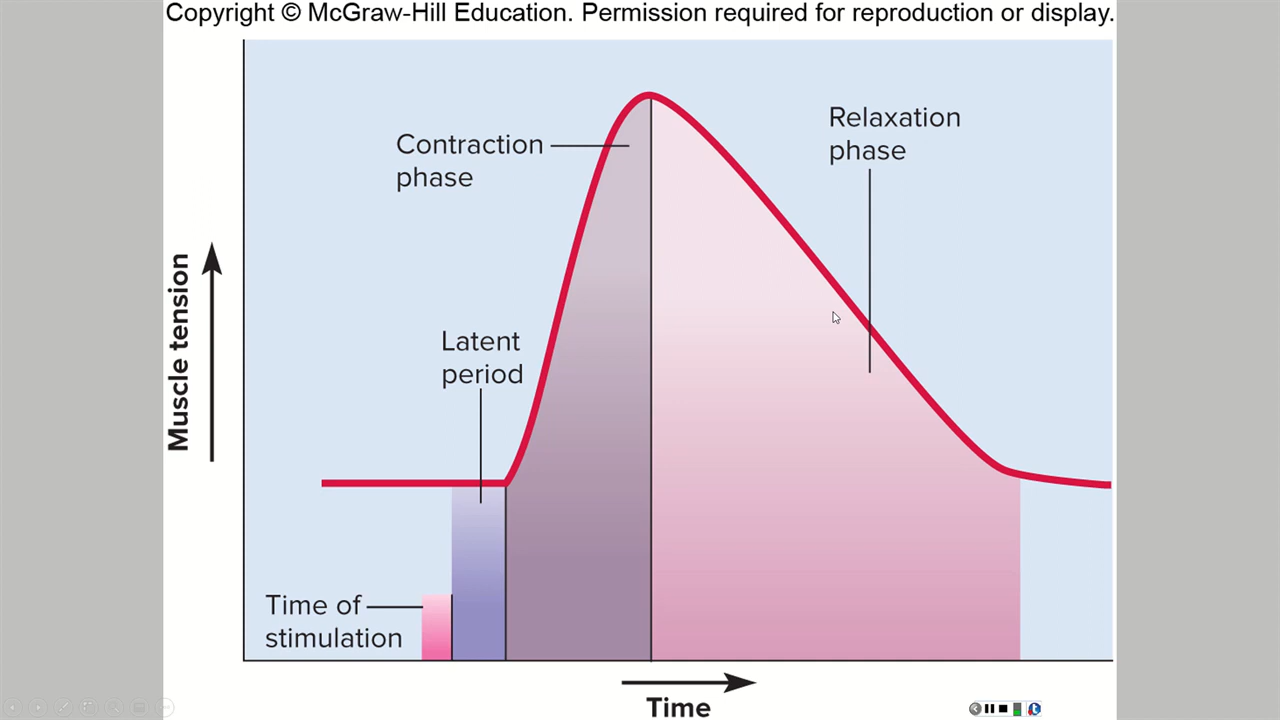 Copyright © McGraw-Hill Education. Permission required for reproduction or display.
Contraction
phase
Relaxation
phase
Latent
period
Muscle tension
Time of
stimulation
Time